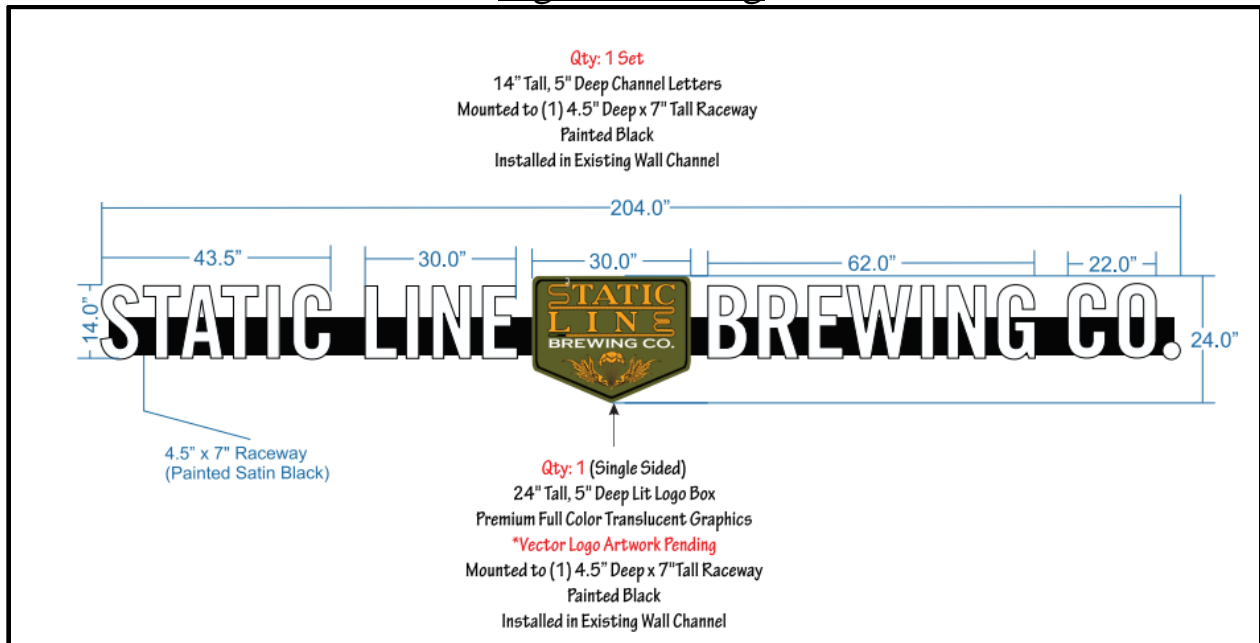 Qty: 1 Set
14" Tall, 5" Deep Channel Letters
Mounted to (1) 4.5" Deep x 7" Tall Raceway
Painted Black
Installed in Existing Wall Channel
204.0"
43.5"
30.0"
30.0"
62.0"
22.0"
14.0"
STATIC LINE
STATIC
LINE
BREWING CO.
BREWING CO.
24.0"
4.5" x 7" Raceway
(Painted Satin Black)
Qty: 1 (Single Sided)
24" Tall, 5" Deep Lit Logo Box
Premium Full Color Translucent Graphics
*Vector Logo Artwork Pending
Mounted to (1) 4.5" Deep x 7"Tall Raceway
Painted Black
Installed in Existing Wall Channel